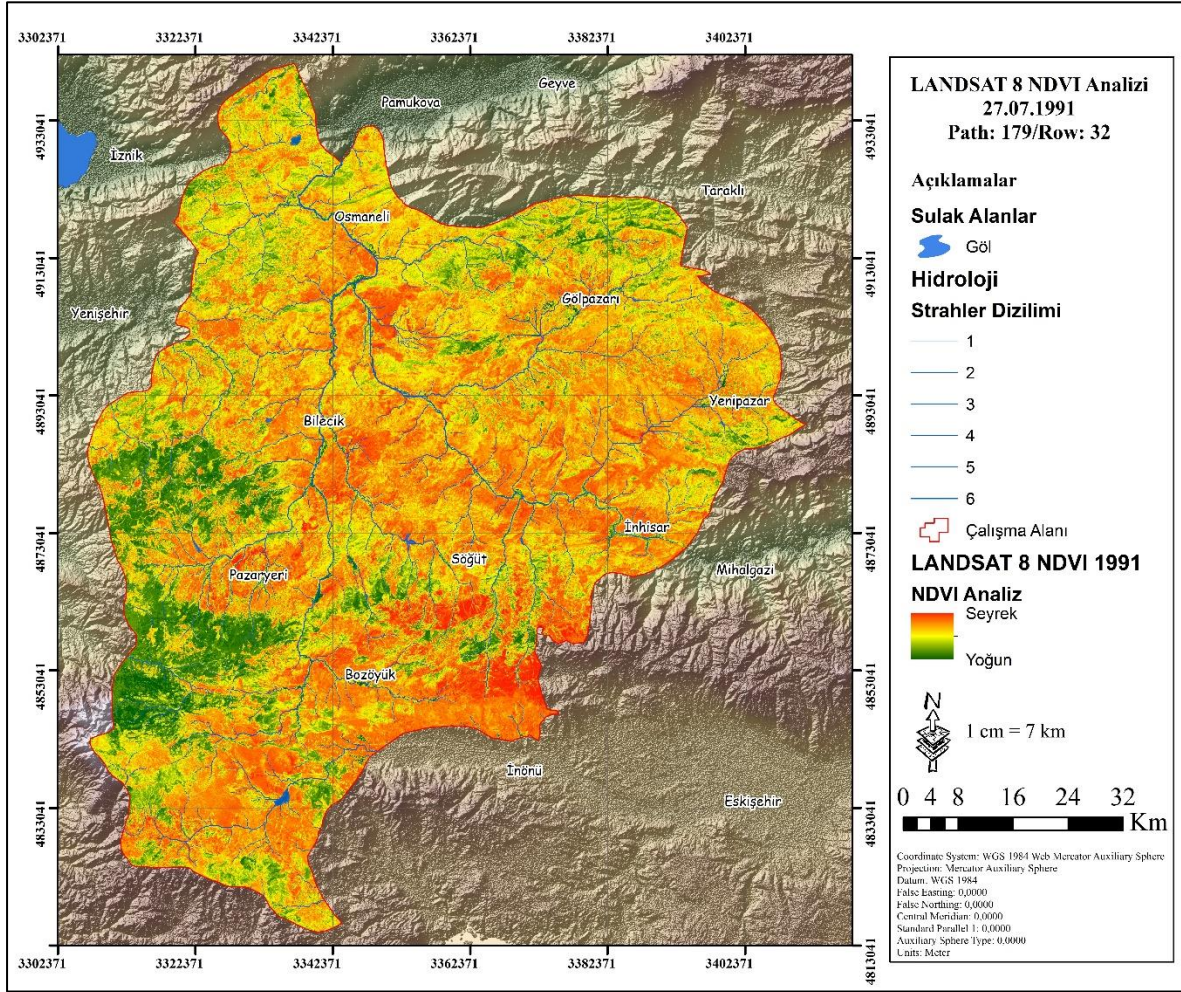 3302371 3322371 3342371 3362371 3382371 3402371
Geyve
Pamukova
4933041 4933041
İznik
Taraklı
Osmaneli
4913041 4913041
Gölpazarı
Yenişehir
4893041 4893041
Yenipazar
Bilecik
4873041 4873041
İnhisar
Söğüt
Mihalgazi
Pazaryeri
4853041 4853041
Bozöyük
İnönü
Eskişehir
4833041 4833041
4813041
3302371 3322371 3342371 3362371 3382371 3402371
LANDSAT 8 NDVI Analizi
27.07.1991
Path: 179/Row: 32
Açıklamalar
Sulak Alanlar
Göl
Hidroloji
Strahler Dizilimi
1
2
3
4
5
6
Çalışma Alanı
LANDSAT 8 NDVI 1991
NDVI Analiz
Seyrek
Yoğun
N
1 cm = 7 km
0 4 8 16 24 32
Km
Coordinate System: WGS 1984 Web Mercator Auxiliary Sphere
Projection: Mercator Auxiliary Sphere
Datum: WGS 1984
False Easting: 0,0000
False Northing: 0,0000
Central Meridian: 0,0000
Standard Parallel 1: 0,0000
Auxiliary Sphere Type: 0,0000
Units: Meter